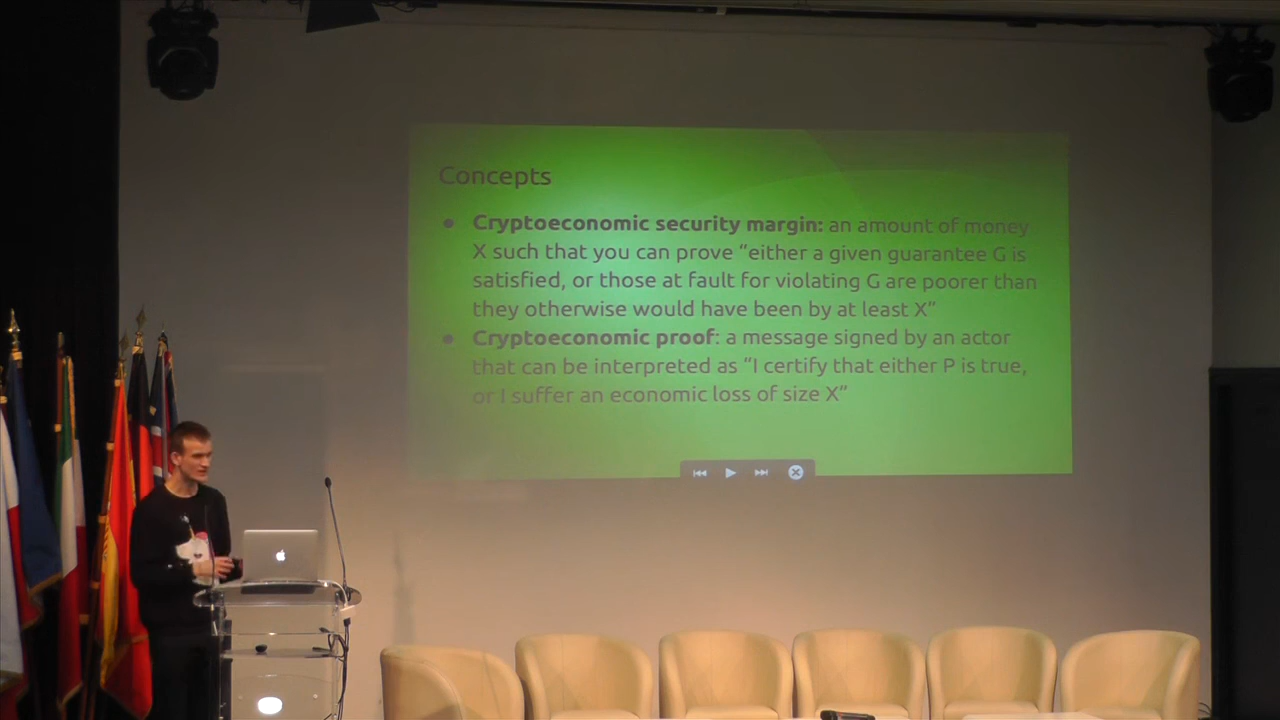 Concepts
● Cryptoeconomic security margin: an amount of money
X such that you can prove “either a given guarantee G is
satisfied, or those at fault for violating G are poorer than
they otherwise would have been by at least X”
● Cryptoeconomic proof: a message signed by an actor
that can be interpreted as “I certify that either P is true,
or I suffer an economic loss of size X”